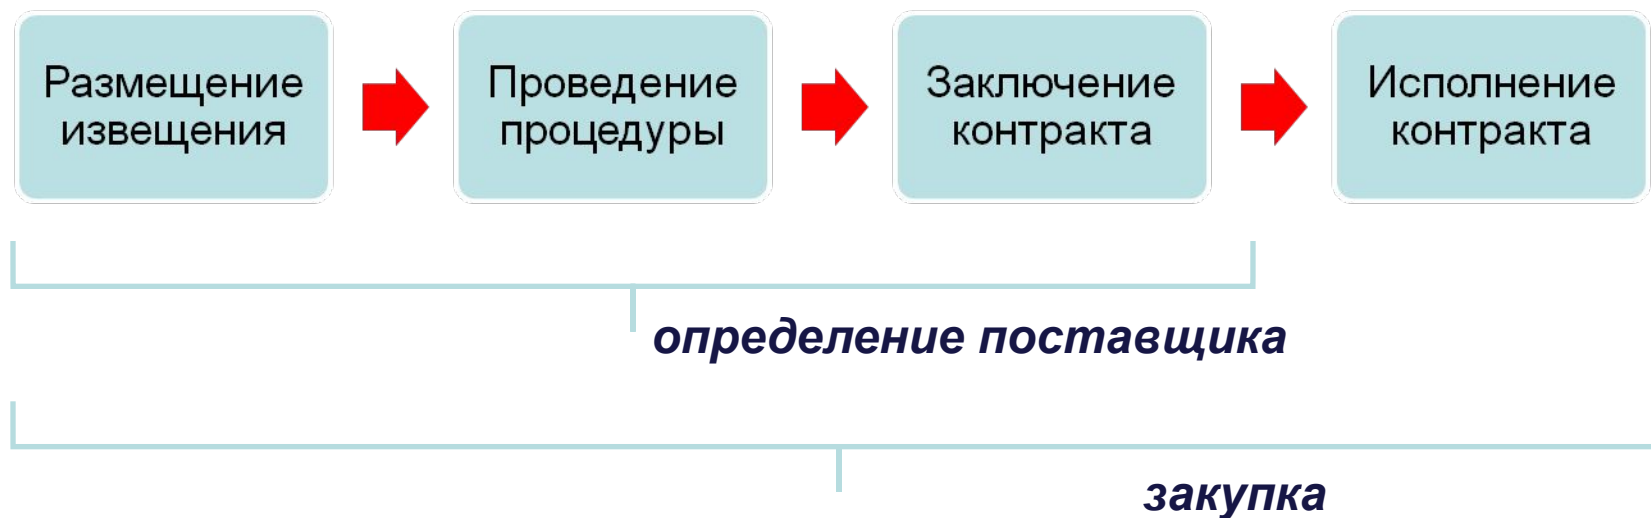 Размещение
извещения
Проведение
процедуры
Заключение
контракта
Исполнение
контракта
определение поставщика
закупка